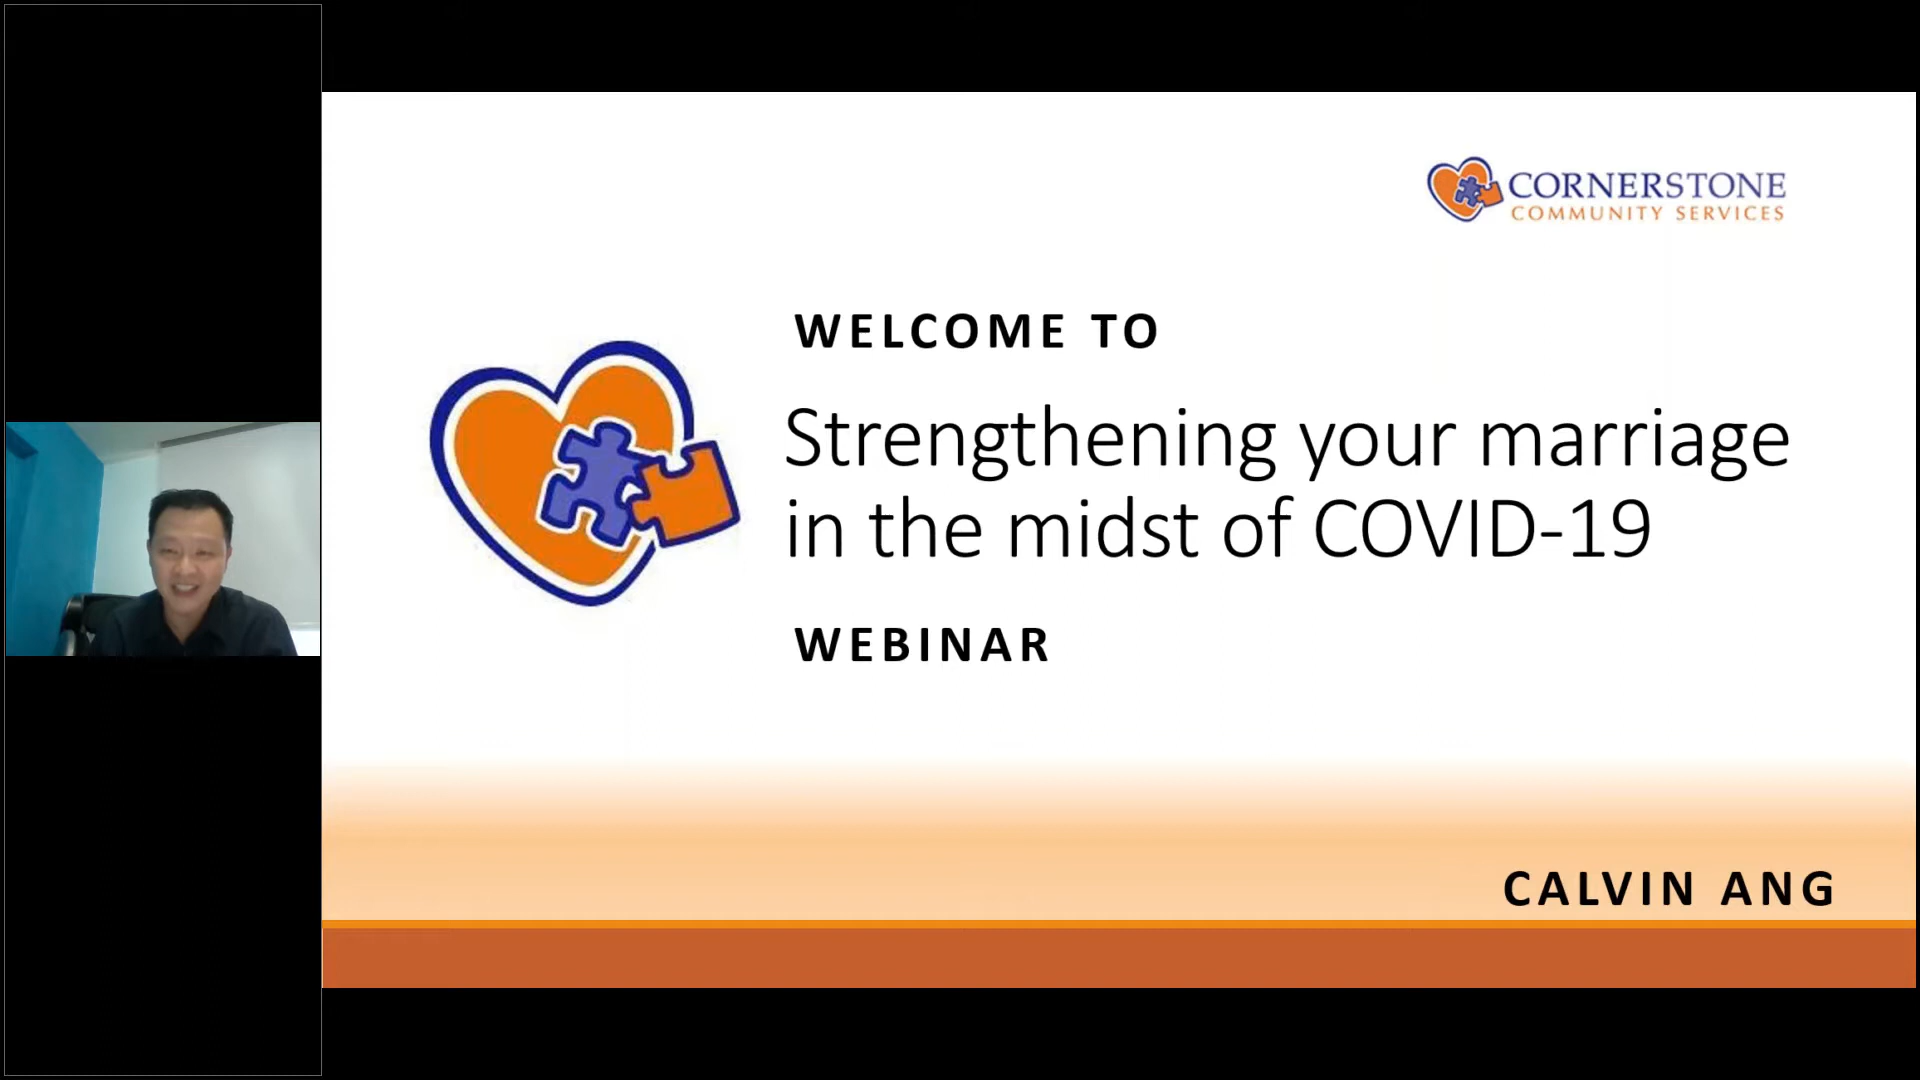 CORNERSTONE
COMMUNITY SERVICES
WELCOME TO
Strengthening your marriage
in the midst of COVID-19
WEBINAR
CALVIN ANG